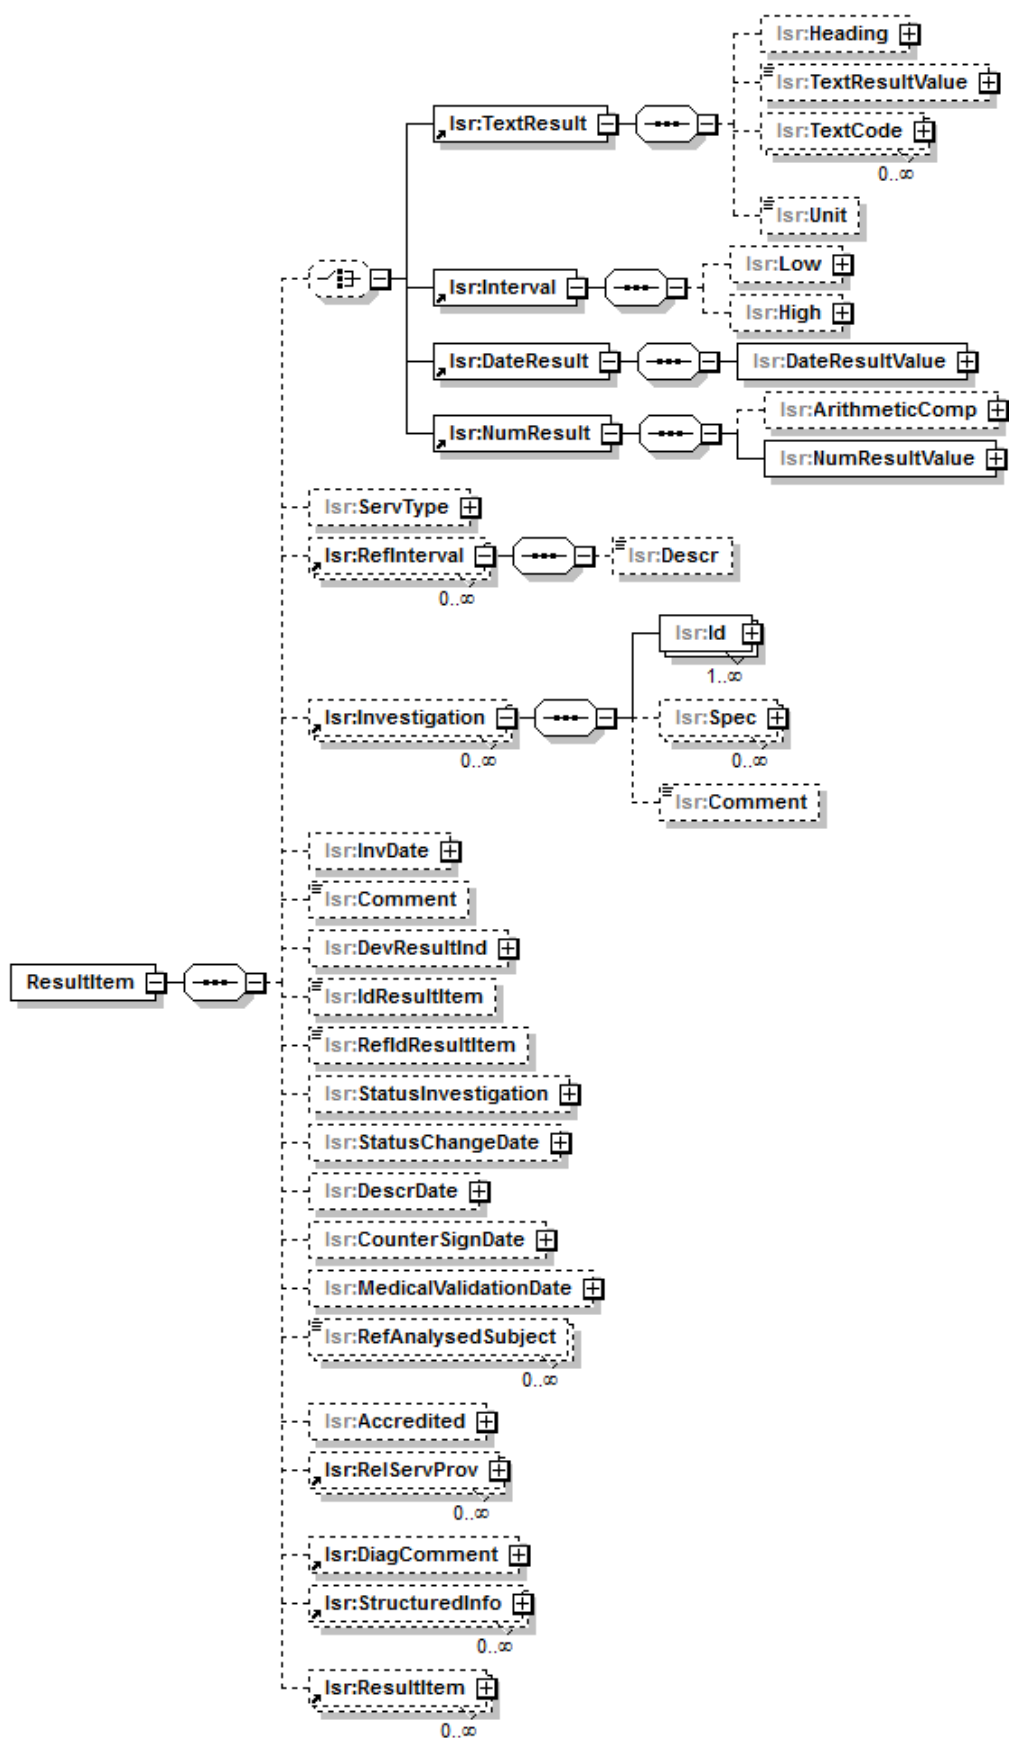 lsr:Heading
lsr:TextResultValue
lsr:TextResult
lsr:TextCode
0..∞
lsr:Unit
lsr:Low
lsr:Interval
lsr:High
lsr:DateResult
lsr:DateResultValue
lsr:ArithmeticComp
lsr:NumResult
lsr:NumResultValue
lsr:ServType
lsr:RefInterval
lsr:Descr
0..∞
lsr:Id
1..∞
lsr:Investigation
lsr:Spec
0..∞
0..∞
lsr:Comment
lsr:InvDate
lsr:Comment
lsr:DevResultInd
ResultItem
lsr:IdResultItem
lsr:RefIdResultItem
lsr:StatusInvestigation
lsr:StatusChangeDate
lsr:DescrDate
lsr:CounterSignDate
lsr:MedicalValidationDate
lsr:RefAnalysedSubject
0..∞
lsr:Accredited
lsr:RelServProv
0..∞
lsr:DiagComment
lsr:StructuredInfo
0..∞
lsr:ResultItem
0..∞